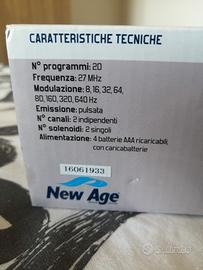 CARATTERISTICHE TECNICHE
N° programmi: 20
Frequenza: 27 MHz
Modulazione: 8, 16, 32, 64,
80, 160, 320, 640 Hz
Emissione: pulsata
N° canali: 2 indipendenti
N° solenoidi: 2 singoli
Alimentazione: 4 batterie AAA ricaricabili,
con caricabatterie
16061933
New Age
subito